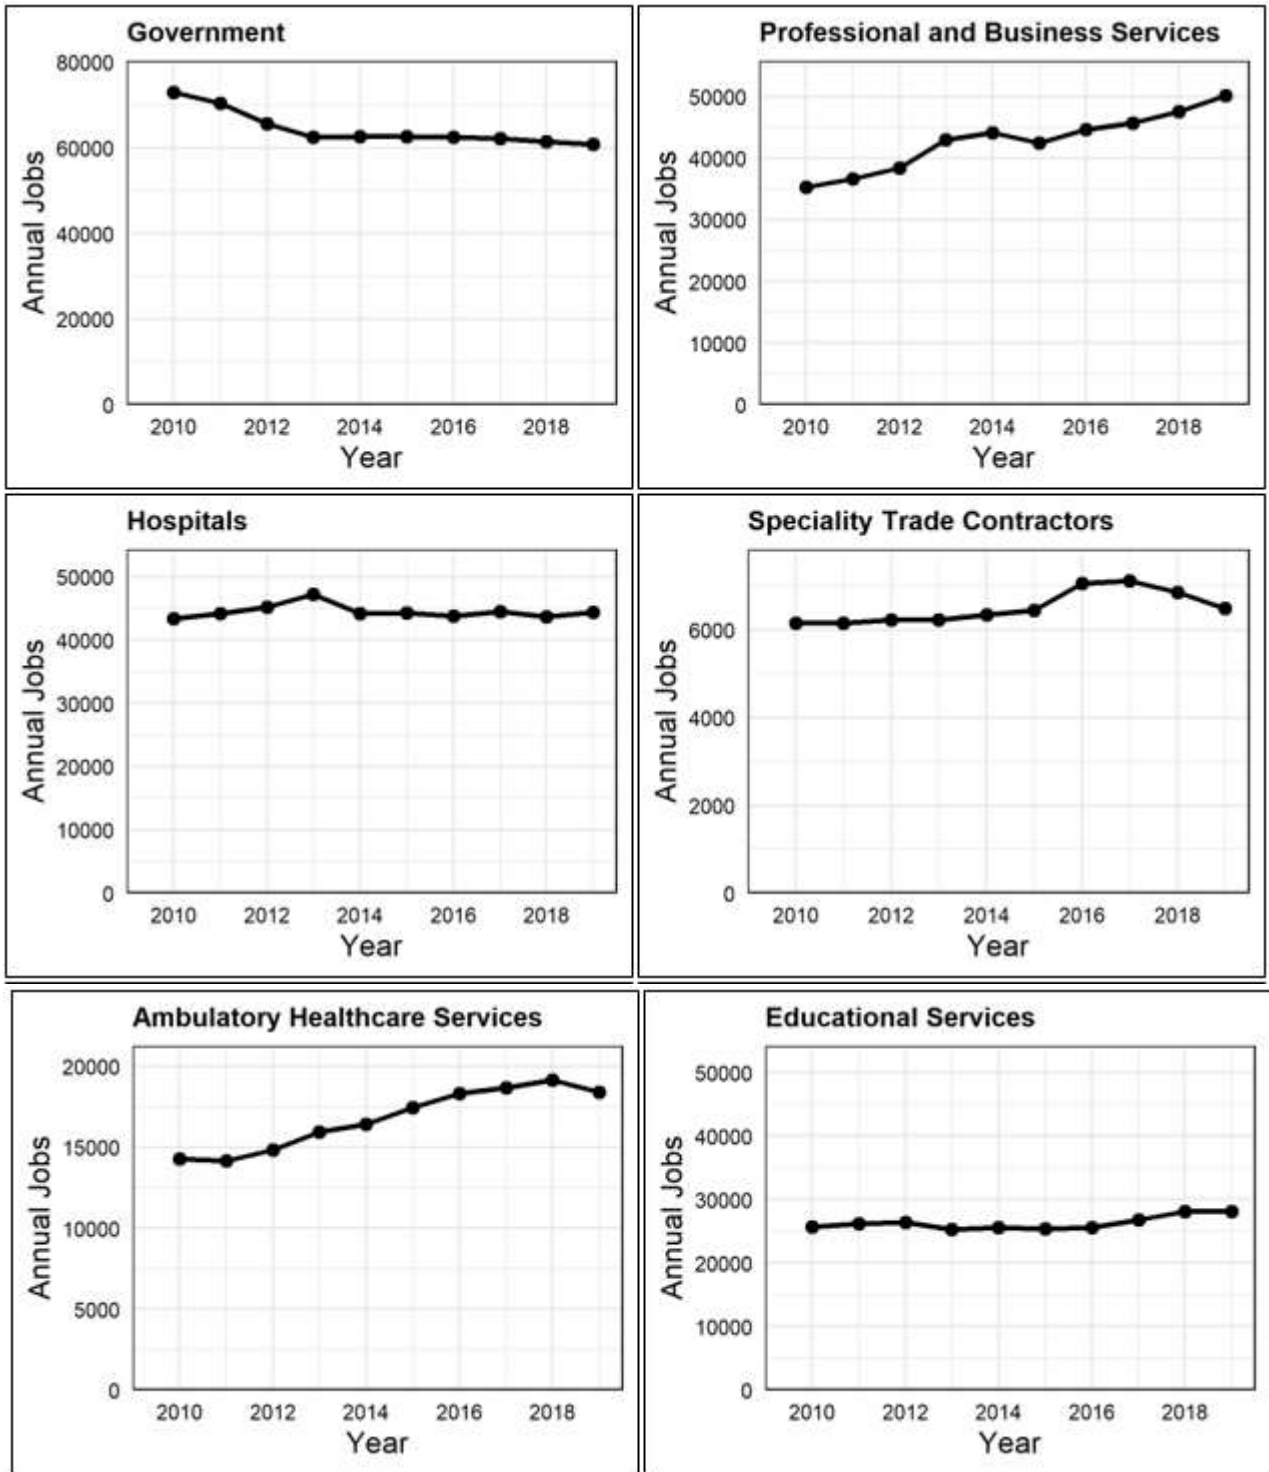 Government
80000
60000
40000
20000
0
Annual Jobs
2010 2012 2014 2016 2018
Year
Professional and Business Services
50000
40000
30000
20000
10000
0
Annual Jobs
2010 2012 2014 2016 2018
Year
Hospitals
50000
40000
30000
20000
10000
0
Annual Jobs
2010 2012 2014 2016 2018
Year
Speciality Trade Contractors
6000
4000
2000
0
Annual Jobs
2010 2012 2014 2016 2018
Year
Ambulatory Healthcare Services
20000
15000
10000
5000
0
Annual Jobs
2010 2012 2014 2016 2018
Year
Educational Services
50000
40000
30000
20000
10000
0
Annual Jobs
2010 2012 2014 2016 2018
Year